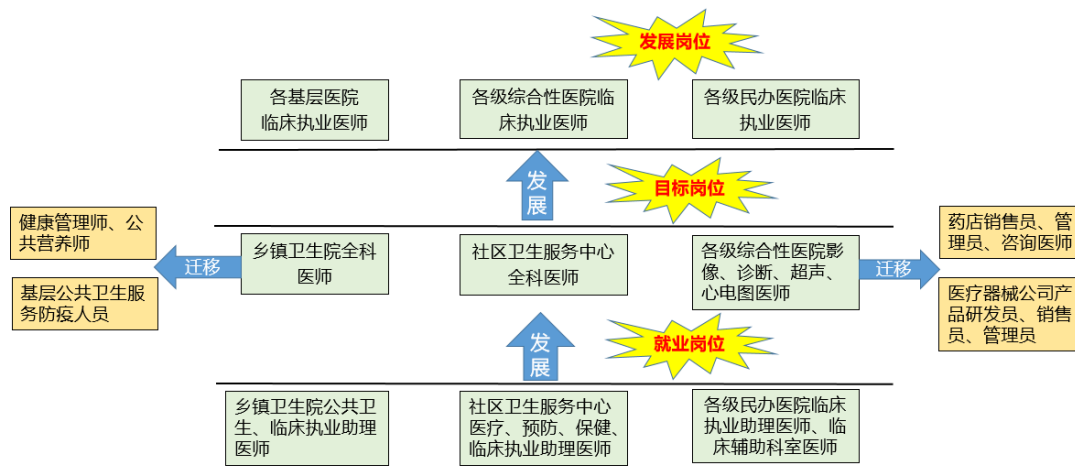 发展岗位
各基层医院
临床执业医师
各级综合性医院临
床执业医师
各级民办医院临床
执业医师
发
展
目标岗位
健康管理师、公
共营养师
基层公共卫生服
务防疫人员
迁移
乡镇卫生院全科
医师
社区卫生服务中心
全科医师
各级综合性医院影
像、诊断、超声、
心电图医师
迁移
药店销售员、管
理员、咨询医师
医疗器械公司产
品研发员、销售
员、管理员
发
展
就业岗位
乡镇卫生院公共卫
生、临床执业助理
医师
社区卫生服务中心
医疗、预防、保健、
临床执业助理医师
各级民办医院临床
执业助理医师、临
床辅助科室医师